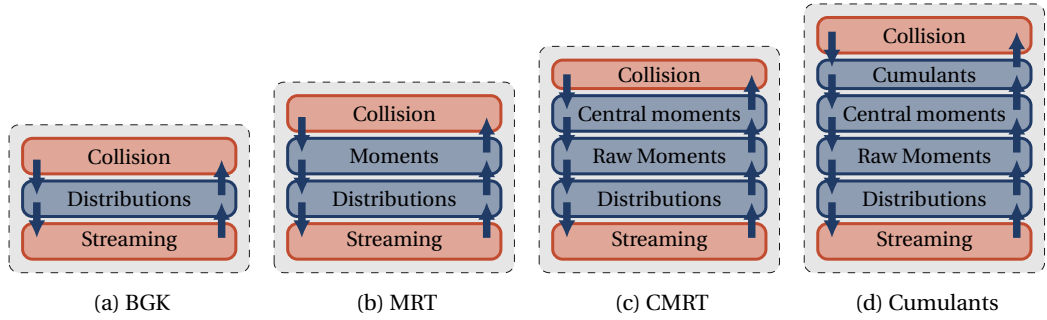 Collision
Distributions
Streaming
(a) BGK
Collision
Moments
Distributions
Streaming
(b) MRT
Collision
Central moments
Raw Moments
Distributions
Streaming
(c) CMRT
Collision
Cumulants
Central moments
Raw Moments
Distributions
Streaming
(d) Cumulants